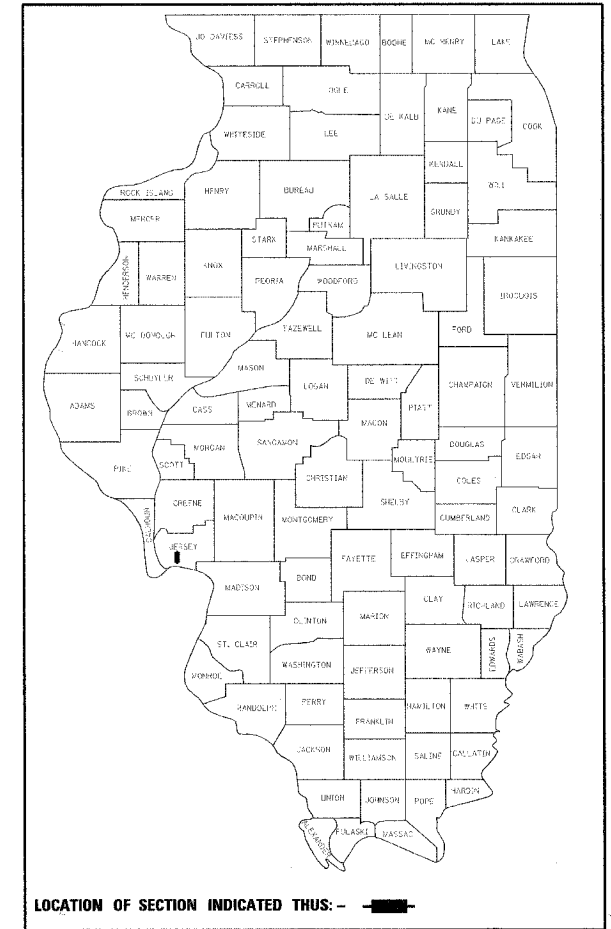 JO DAVIESS STEPHENSON WINNEBAGO BOONE MC HENRY LAKE
CARROLL OGLE
DE KALB KANE DU PAGE COOK
WHITESIDE LEE
KENDALL
ROCK ISLAND HENRY BUREAU LA SALLE WILL
GRUNDY
MERCER PUTNAM
STARK MARSHALL KANKAKEE
HENDERSON WARREN KNOX
PEORIA WOODFORD LIVINGSTON
IROQUOIS
HANCOCK MC DONOUGH FULTON TAZEWELL MC LEAN FORD
MASON
SCHUYLER LOGAN DE WITT CHAMPAIGN VERMILION
ADAMS BROWN CASS MENARD PIATT
MACON
MORGAN SANGAMON DOUGLAS
PIKE SCOTT MOULTRIE EDGAR
CHRISTIAN COLES
GREENE MACOUPIN SHELBY CLARK
CALHOUN MONTGOMERY CUMBERLAND
JERSEY FAYETTE EFFINGHAM JASPER CRAWFORD
MADISON BOND
CLAY RICHLAND LAWRENCE
CLINTON MARION
ST. CLAIR WAYNE EDWARDS WABASH
WASHINGTON JEFFERSON
MONROE
RANDOLPH PERRY HAMILTON WHITE
FRANKLIN
JACKSON WILLIAMSON SALINE GALLATIN
UNION JOHNSON POPE HARDIN
ALEXANDER PULASKI MASSAC
LOCATION OF SECTION INDICATED THUS: -